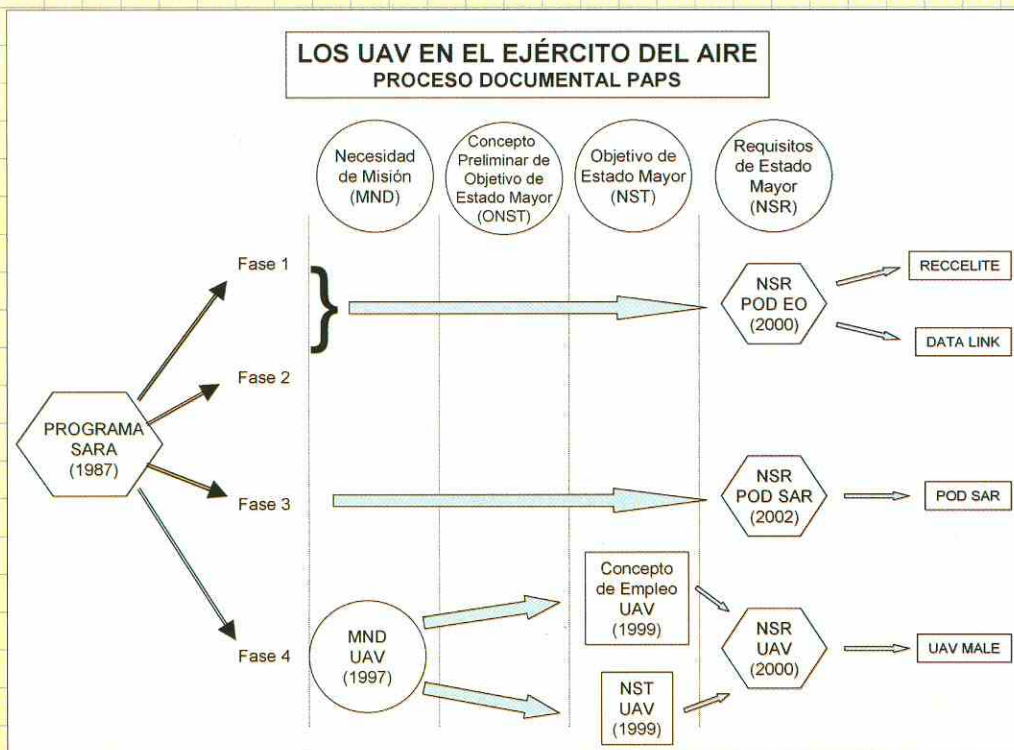 LOS UAV EN EL EJÉRCITO DEL AIRE
PROCESO DOCUMENTAL PAPS
Necesidad
de Misión
(MND)
Concepto
Preliminar de
Objetivo de
Estado Mayor
(ONST)
Objetivo de
Estado Mayor
(NST)
Requisitos
de Estado
Mayor
(NSR)
Fase 1
NSR
POD EO
(2000)
RECCELITE
DATA LINK
Fase 2
PROGRAMA
SARA
(1987)
Fase 3
NSR
POD SAR
(2002)
POD SAR
Fase 4
MND
UAV
(1997)
Concepto
de Empleo
UAV
(1999)
NST
UAV
(1999)
NSR
UAV
(2000)
UAV MALE